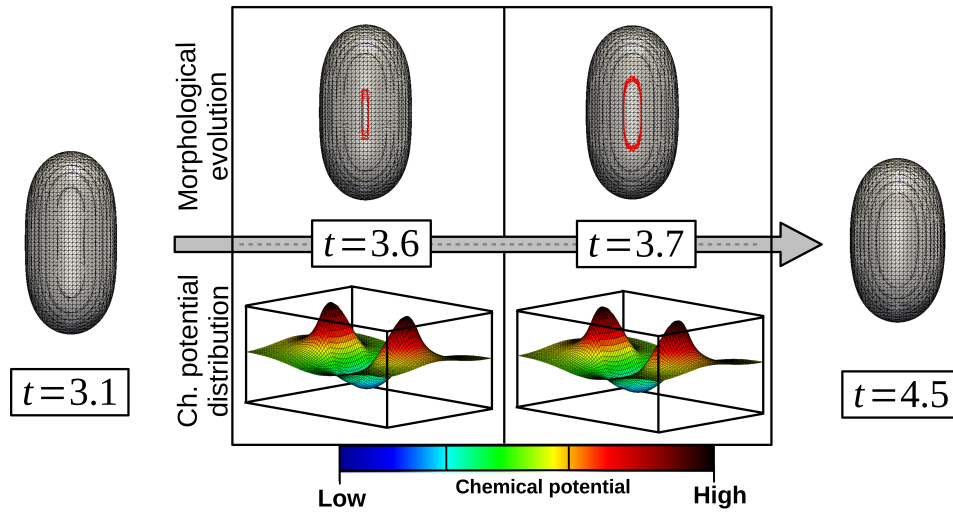 Morphological
evolution
t=3.6
t=3.7
Ch. potential
distribution
t=3.1
t=4.5
Low
Chemical potential
High